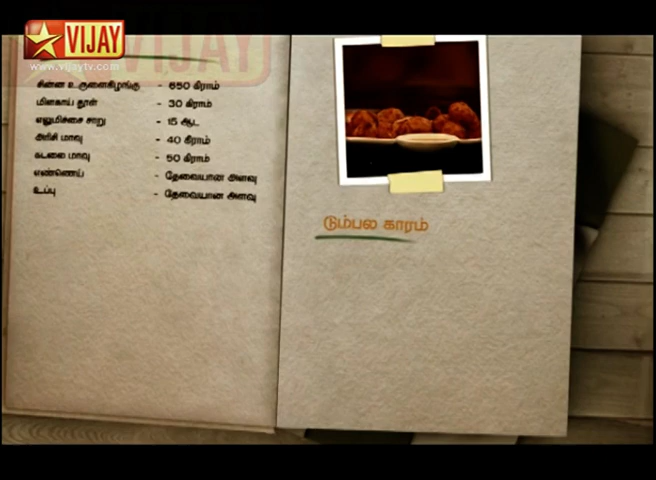 VIJAY
www.vijaytv.com
சின்ன உருளைகிழங்கு - 650 கிராம்
மிளகாய் தூள் - 30 கிராம்
எலுமிச்சை சாறு - 15 ஆட
அரிசி மாவு - 40 கிராம்
கடலை மாவு - 50 கிராம்
எண்ணெய் - தேவையான அளவு
உப்பு - தேவையான அளவு
டும்பல காரம்